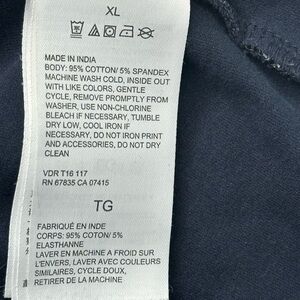 XL
MADE IN INDIA
BODY: 95% COTTON/ 5% SPANDEX
MACHINE WASH COLD, INSIDE OUT
WITH LIKE COLORS, GENTLE
CYCLE, REMOVE PROMPTLY FROM
WASHER, USE NON-CHLORINE
BLEACH IF NECESSARY, TUMBLE
DRY LOW, COOL IRON IF
NECESSARY, DO NOT IRON PRINT
AND ACCESSORIES, DO NOT DRY
CLEAN
VDR T16 117
RN 67835 CA 07415
TG
FABRIQUÉ EN INDE
CORPS: 95% COTON/ 5%
ELASTHANNE
LAVER EN MACHINE A FROID SUR
L'ENVERS, LAVER AVEC COULEURS
SIMILAIRES, CYCLE DOUX,
RETIRER DE LA MACHINE